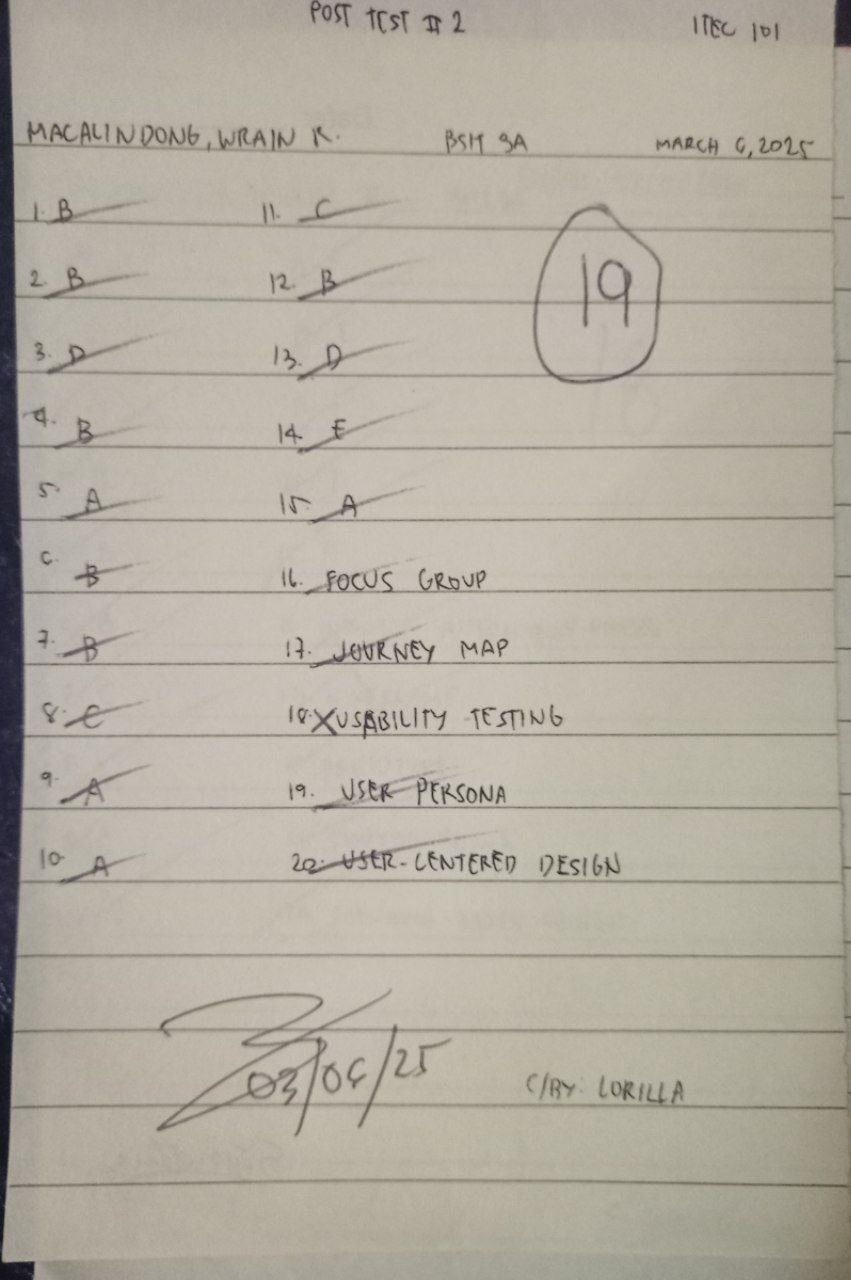 POST TEST # 2 ITEC 101
MACALINDONG, WRAIN K. BSM 3A MARCH 6, 2025
1. B 11. C
19
2. B 12. B
3. D 13. D
4. B 14. E
5. A 15. A
6. B 16. FOCUS GROUP
7. B 17. JOURNEY MAP
8. C 18. USABILITY TESTING
9. A 19. USER PERSONA
10. A 20. USER-CENTERED DESIGN
03/06/25
C/BY: LORILLA